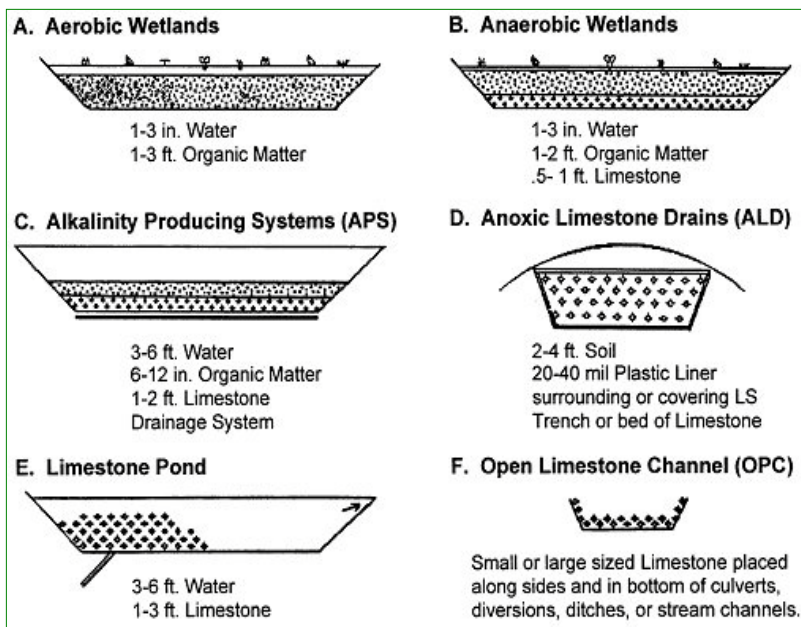 A. Aerobic Wetlands
1-3 in. Water
1-3 ft. Organic Matter
B. Anaerobic Wetlands
1-3 in. Water
1-2 ft. Organic Matter
.5- 1 ft. Limestone
C. Alkalinity Producing Systems (APS)
3-6 ft. Water
6-12 in. Organic Matter
1-2 ft. Limestone
Drainage System
D. Anoxic Limestone Drains (ALD)
2-4 ft. Soil
20-40 mil Plastic Liner
surrounding or covering LS
Trench or bed of Limestone
E. Limestone Pond
3-6 ft. Water
1-3 ft. Limestone
F. Open Limestone Channel (OPC)
Small or large sized Limestone placed
along sides and in bottom of culverts,
diversions, ditches, or stream channels.